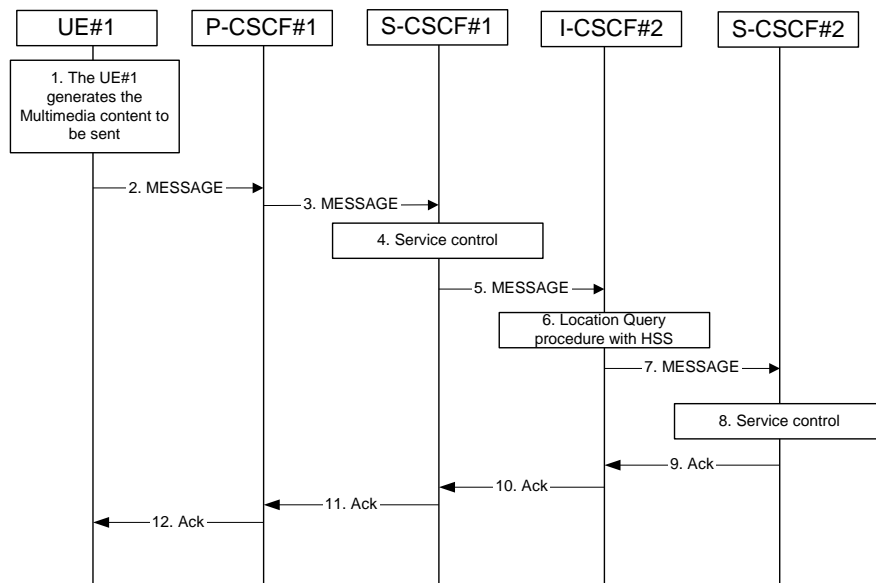 UE#1
P-CSCF#1
S-CSCF#1
I-CSCF#2
S-CSCF#2
1. The UE#1
generates the
Multimedia content to
be sent
2. MESSAGE
3. MESSAGE
4. Service control
5. MESSAGE
6. Location Query
procedure with HSS
7. MESSAGE
8. Service control
9. Ack
10. Ack
11. Ack
12. Ack